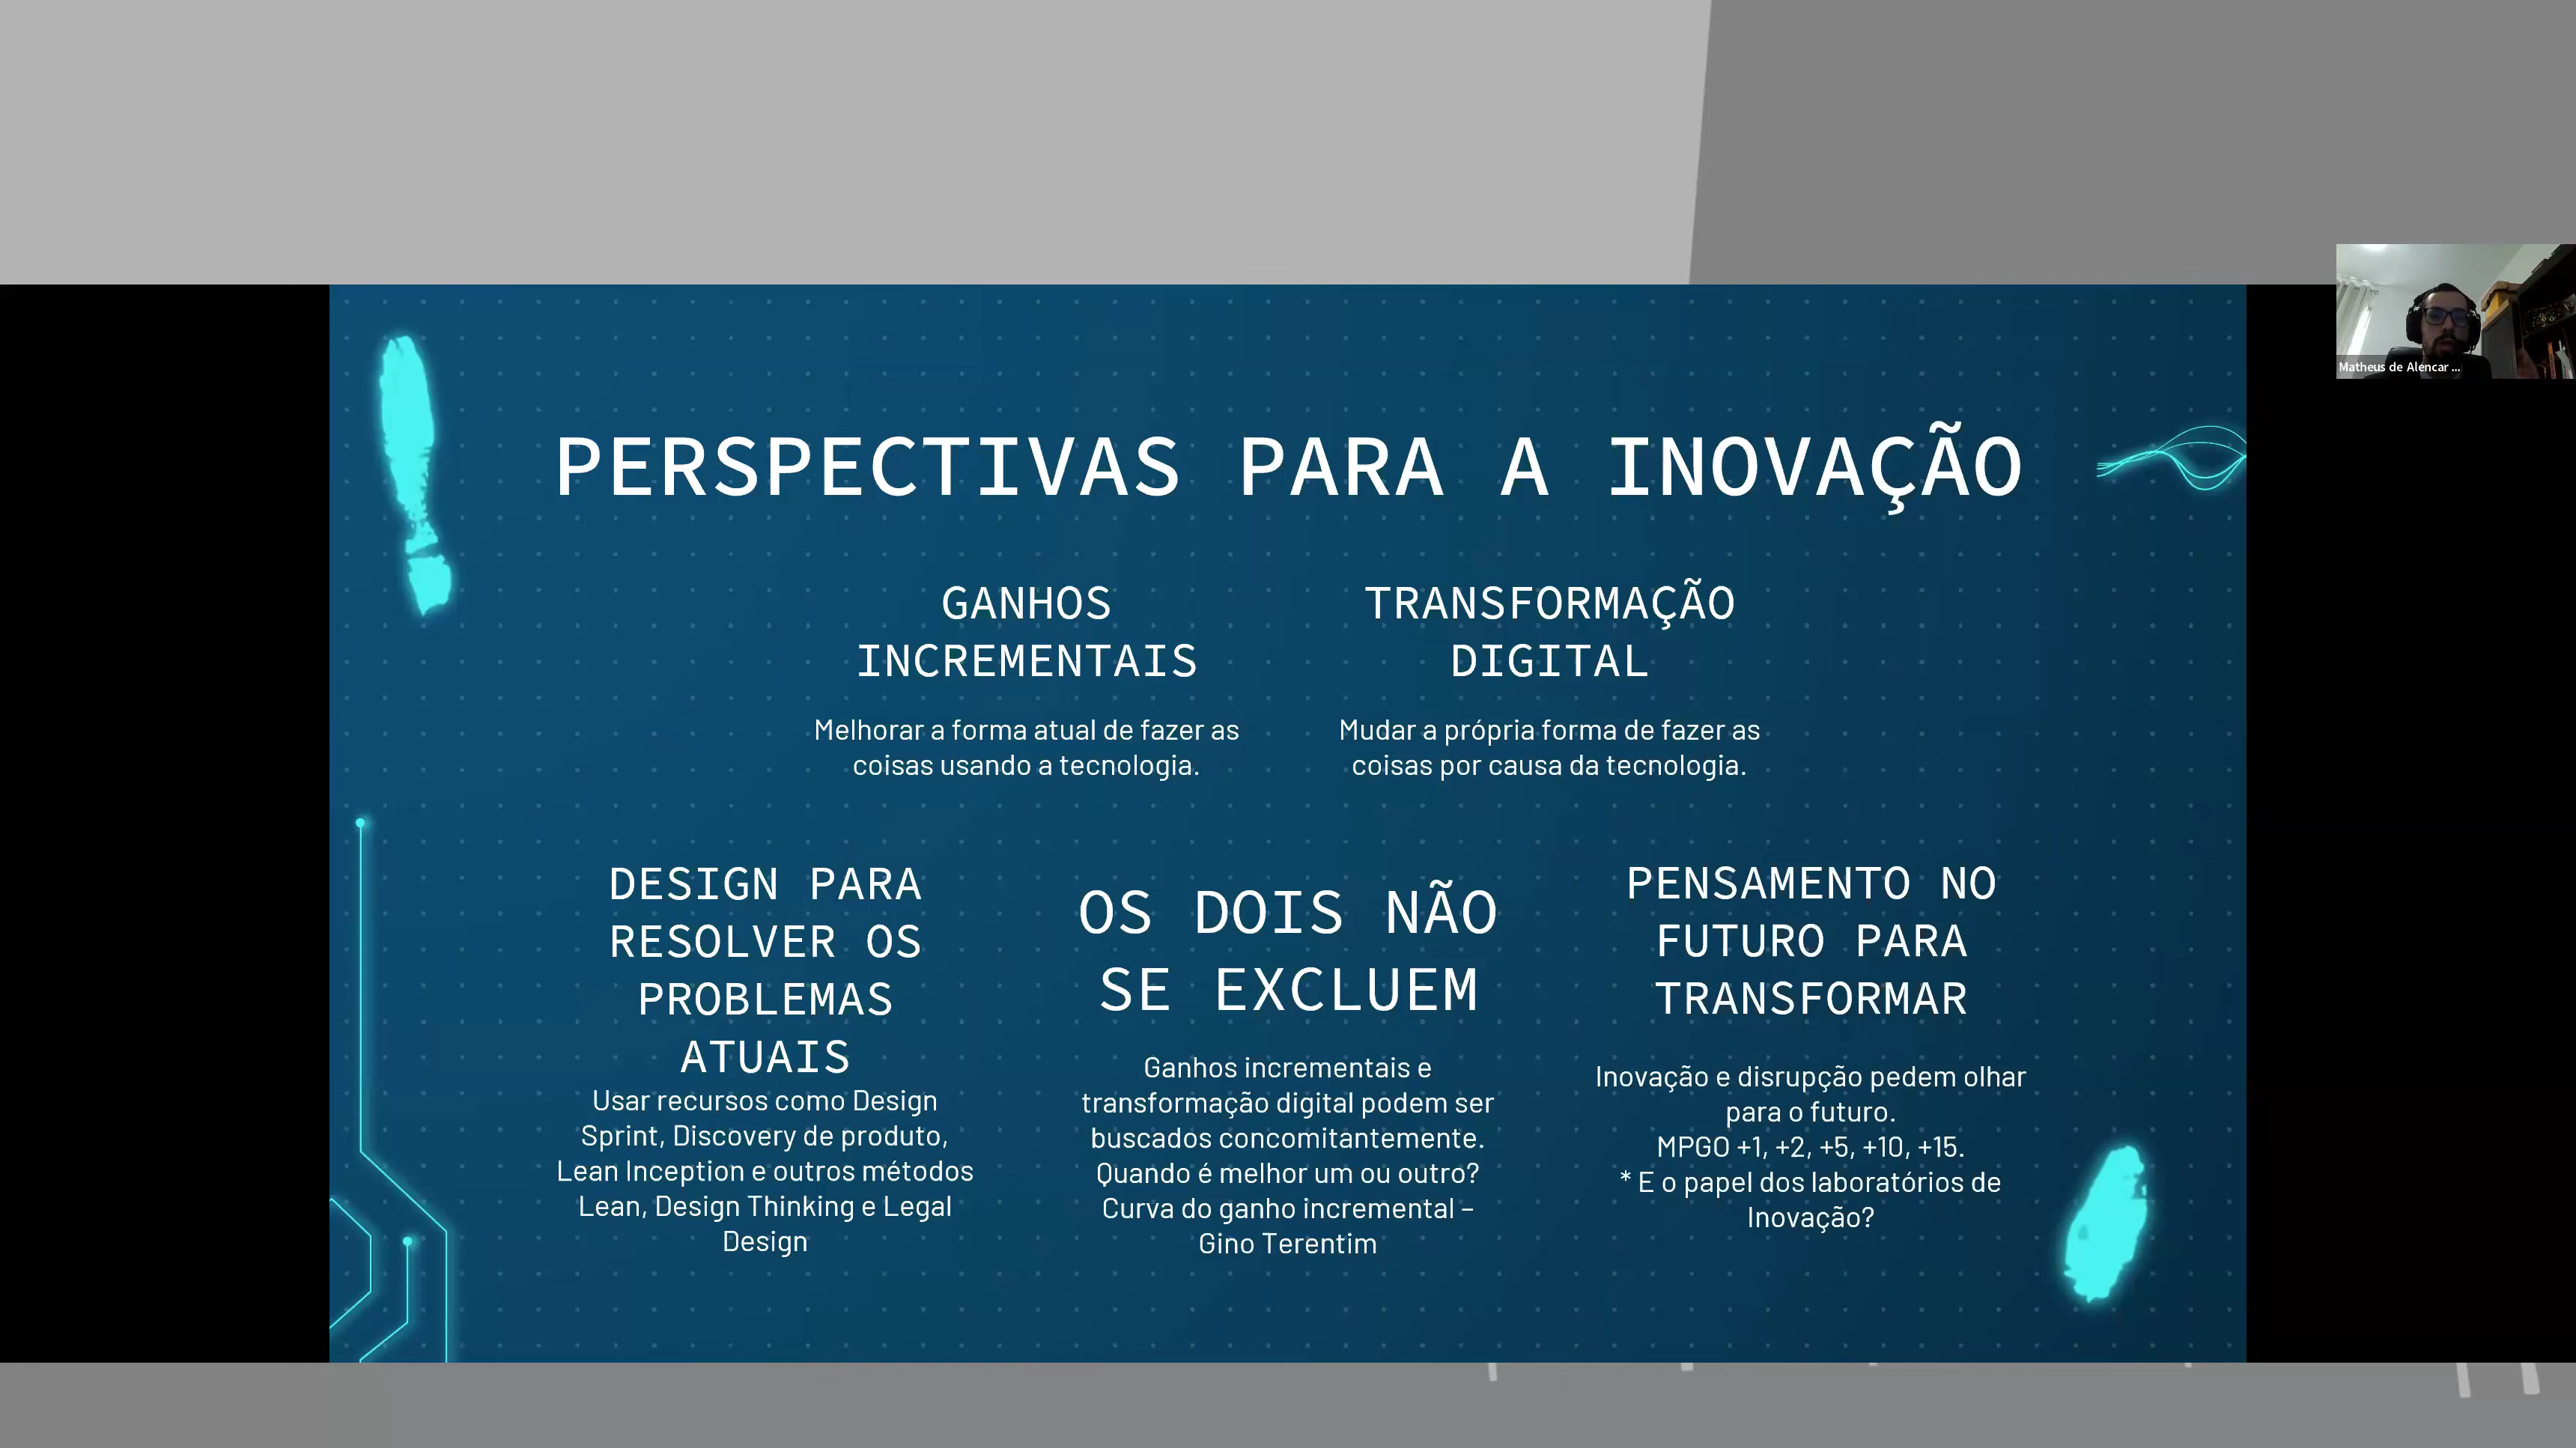 PERSPECTIVAS PARA A INOVAÇÃO
GANHOS
INCREMENTAIS
Melhorar a forma atual de fazer as
coisas usando a tecnologia.
TRANSFORMAÇÃO
DIGITAL
Mudar a própria forma de fazer as
coisas por causa da tecnologia.
DESIGN PARA
RESOLVER OS
PROBLEMAS
ATUAIS
Usar recursos como Design
Sprint, Discovery de produto,
Lean Inception e outros métodos
Lean, Design Thinking e Legal
Design
OS DOIS NÃO
SE EXCLUEM
Ganhos incrementais e
transformação digital podem ser
buscados concomitantemente.
Quando é melhor um ou outro?
Curva do ganho incremental –
Gino Terentim
PENSAMENTO NO
FUTURO PARA
TRANSFORMAR
Inovação e disrupção pedem olhar
para o futuro.
MPGO +1, +2, +5, +10, +15.
* E o papel dos laboratórios de
Inovação?
Matheus de Alencar ...